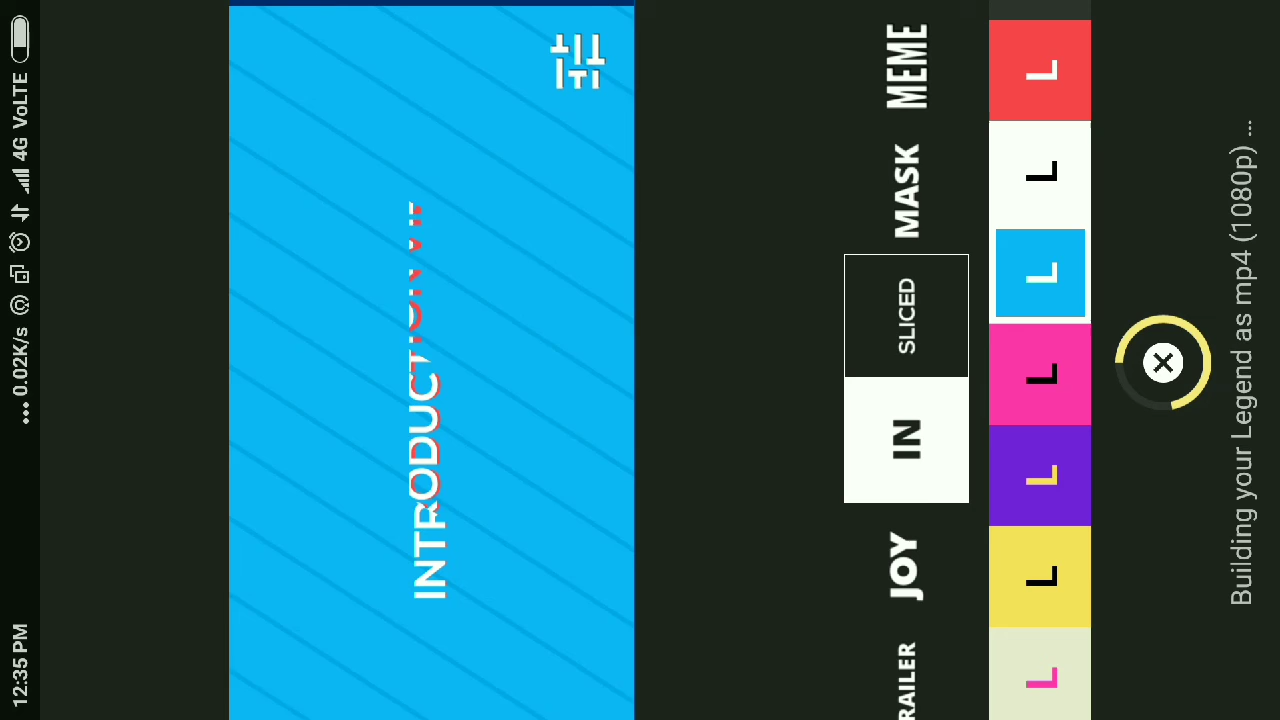 12:35 PM ... 0.02K/s 4G VoLTE
INTRODUCTION
RAILER JOY IN SLICED MASK MEME
L L L L L L L
Building your Legend as mp4 (1080p) ...